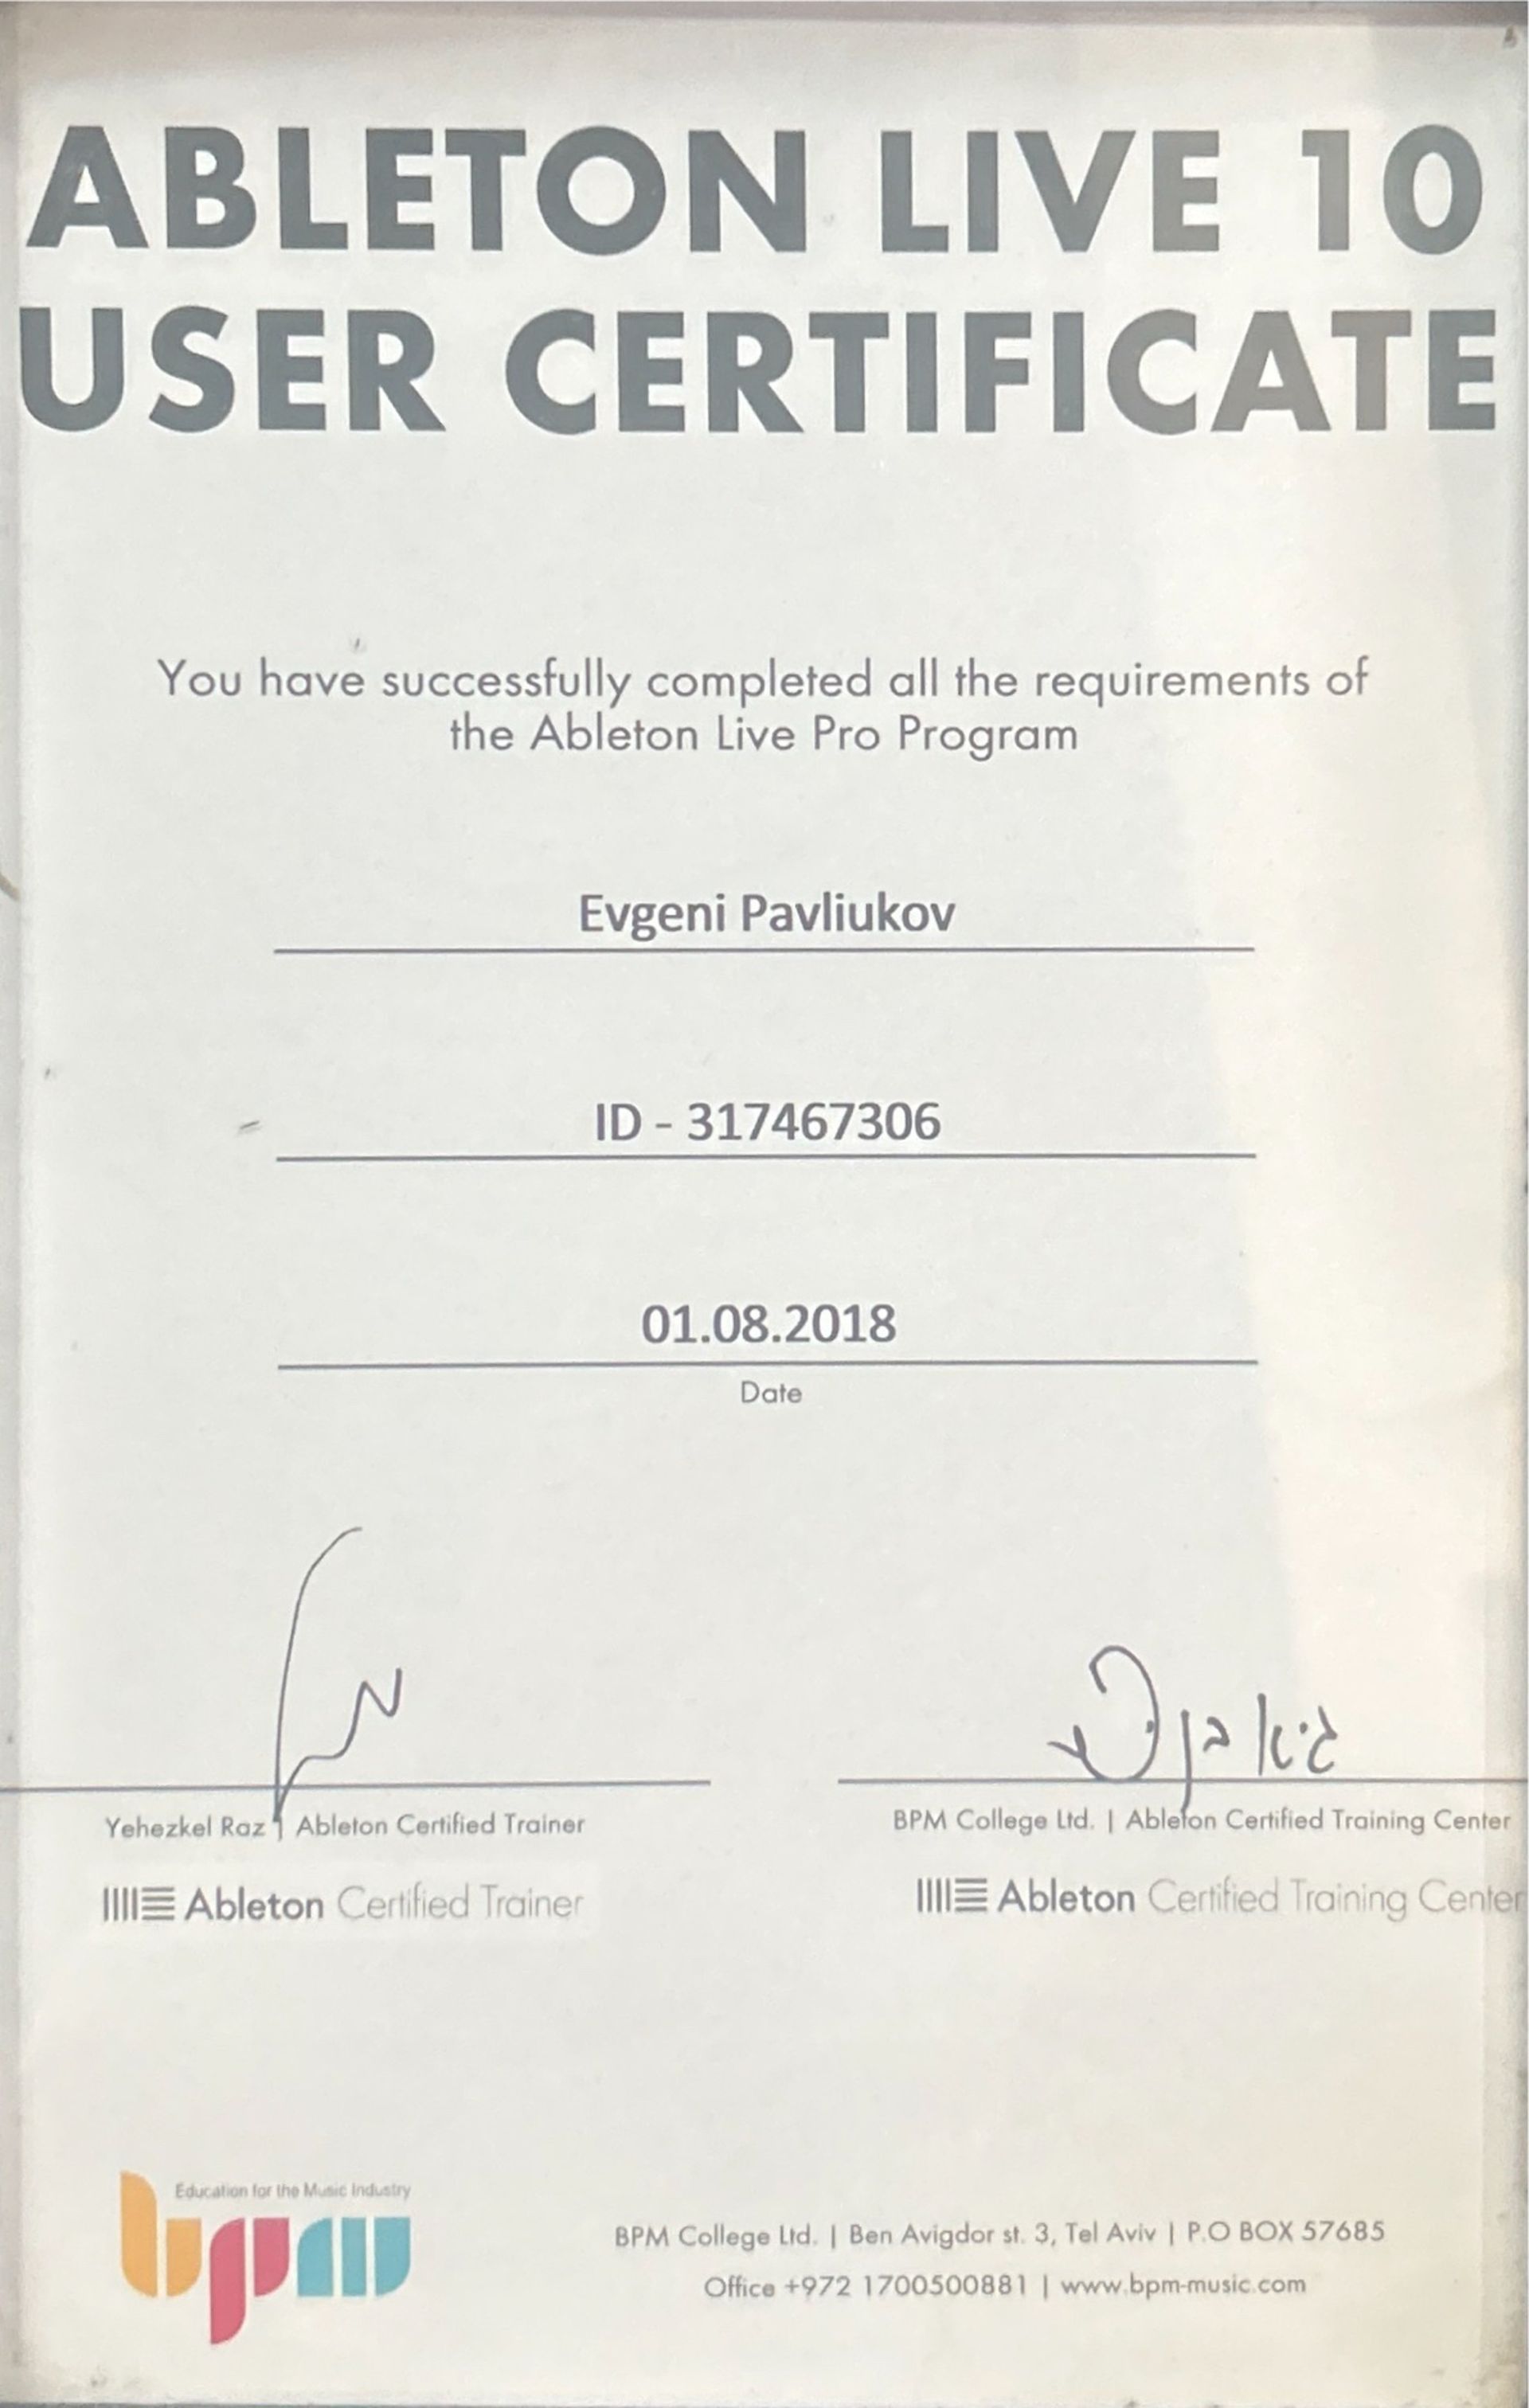 ABLETON LIVE 10
USER CERTIFICATE
You have successfully completed all the requirements of
the Ableton Live Pro Program
Evgeni Pavliukov
ID - 317467306
01.08.2018
Date
Yehezkel Raz | Ableton Certified Trainer
Ableton Certified Trainer
BPM College Ltd. | Ableton Certified Training Center
Ableton Certified Training Center
Education for the Music Industry
bpm
BPM College Ltd. | Ben Avigdor st. 3, Tel Aviv | P.O BOX 57685
Office +972 1700500881 | www.bpm-music.com